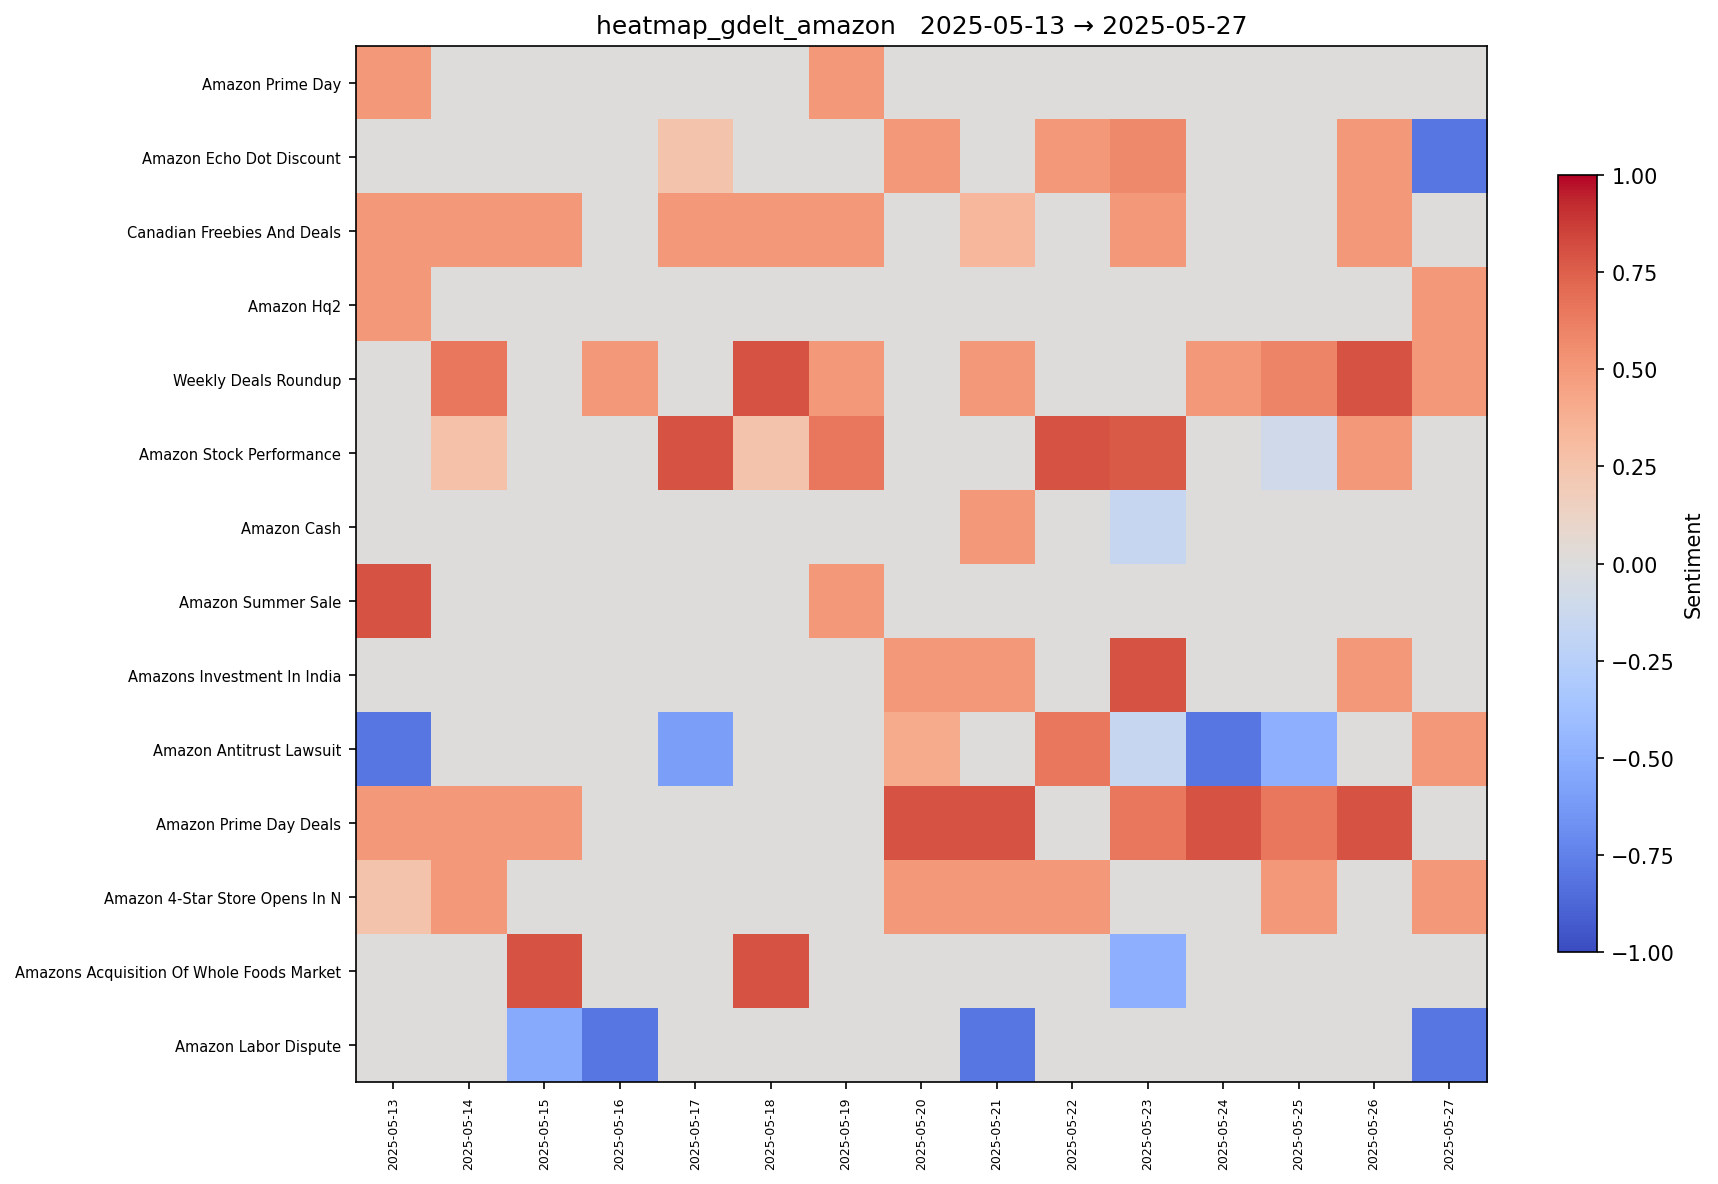 heatmap_gdelt_amazon   2025-05-13 → 2025-05-27
Amazon Prime Day
Amazon Echo Dot Discount
Canadian Freebies And Deals
Amazon Hq2
Weekly Deals Roundup
Amazon Stock Performance
Amazon Cash
Amazon Summer Sale
Amazons Investment In India
Amazon Antitrust Lawsuit
Amazon Prime Day Deals
Amazon 4-Star Store Opens In N
Amazons Acquisition Of Whole Foods Market
Amazon Labor Dispute
2025-05-13
2025-05-14
2025-05-15
2025-05-16
2025-05-17
2025-05-18
2025-05-19
2025-05-20
2025-05-21
2025-05-22
2025-05-23
2025-05-24
2025-05-25
2025-05-26
2025-05-27
1.00
0.75
0.50
0.25
0.00
−0.25
−0.50
−0.75
−1.00
Sentiment